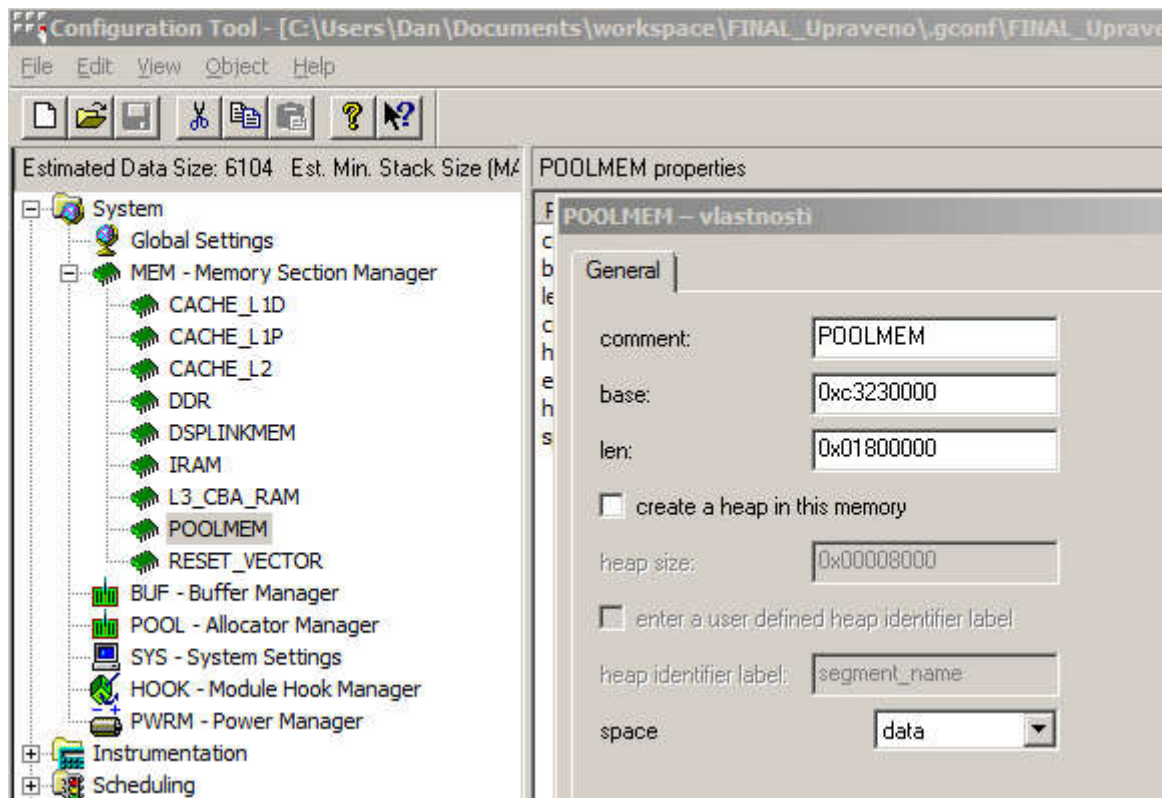 Configuration Tool - [C:\Users\Dan\Documents\workspace\FINAL_Upraveno\.gconf\FINAL_Uprave
File Edit View Object Help
Estimated Data Size: 6104 Est. Min. Stack Size (MA
POOLMEM properties
System
Global Settings
MEM - Memory Section Manager
CACHE_L1D
CACHE_L1P
CACHE_L2
DDR
DSPLINKMEM
IRAM
L3_CBA_RAM
POOLMEM
RESET_VECTOR
BUF - Buffer Manager
POOL - Allocator Manager
SYS - System Settings
HOOK - Module Hook Manager
PWRM - Power Manager
Instrumentation
Scheduling
POOLMEM – vlastnosti
General
comment: POOLMEM
base: 0xc3230000
len: 0x01800000
create a heap in this memory
heap size: 0x00008000
enter a user defined heap identifier label
heap identifier label: segment_name
space data